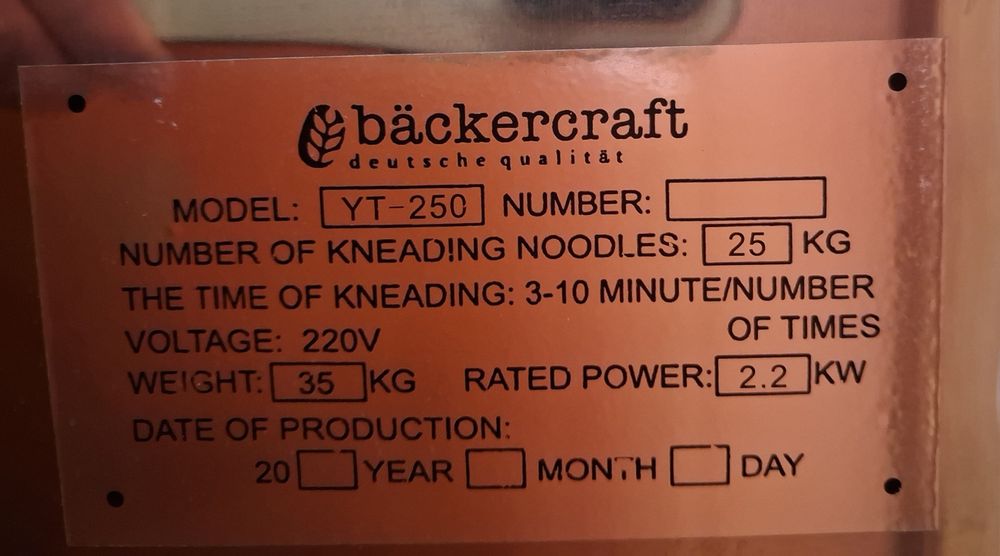 bäckercraft
deutsche qualität
MODEL: YT-250 NUMBER:
NUMBER OF KNEADING NOODLES: 25 KG
THE TIME OF KNEADING: 3-10 MINUTE/NUMBER
OF TIMES
VOLTAGE: 220V
WEIGHT: 35 KG RATED POWER: 2.2 KW
DATE OF PRODUCTION:
20 YEAR MONTH DAY